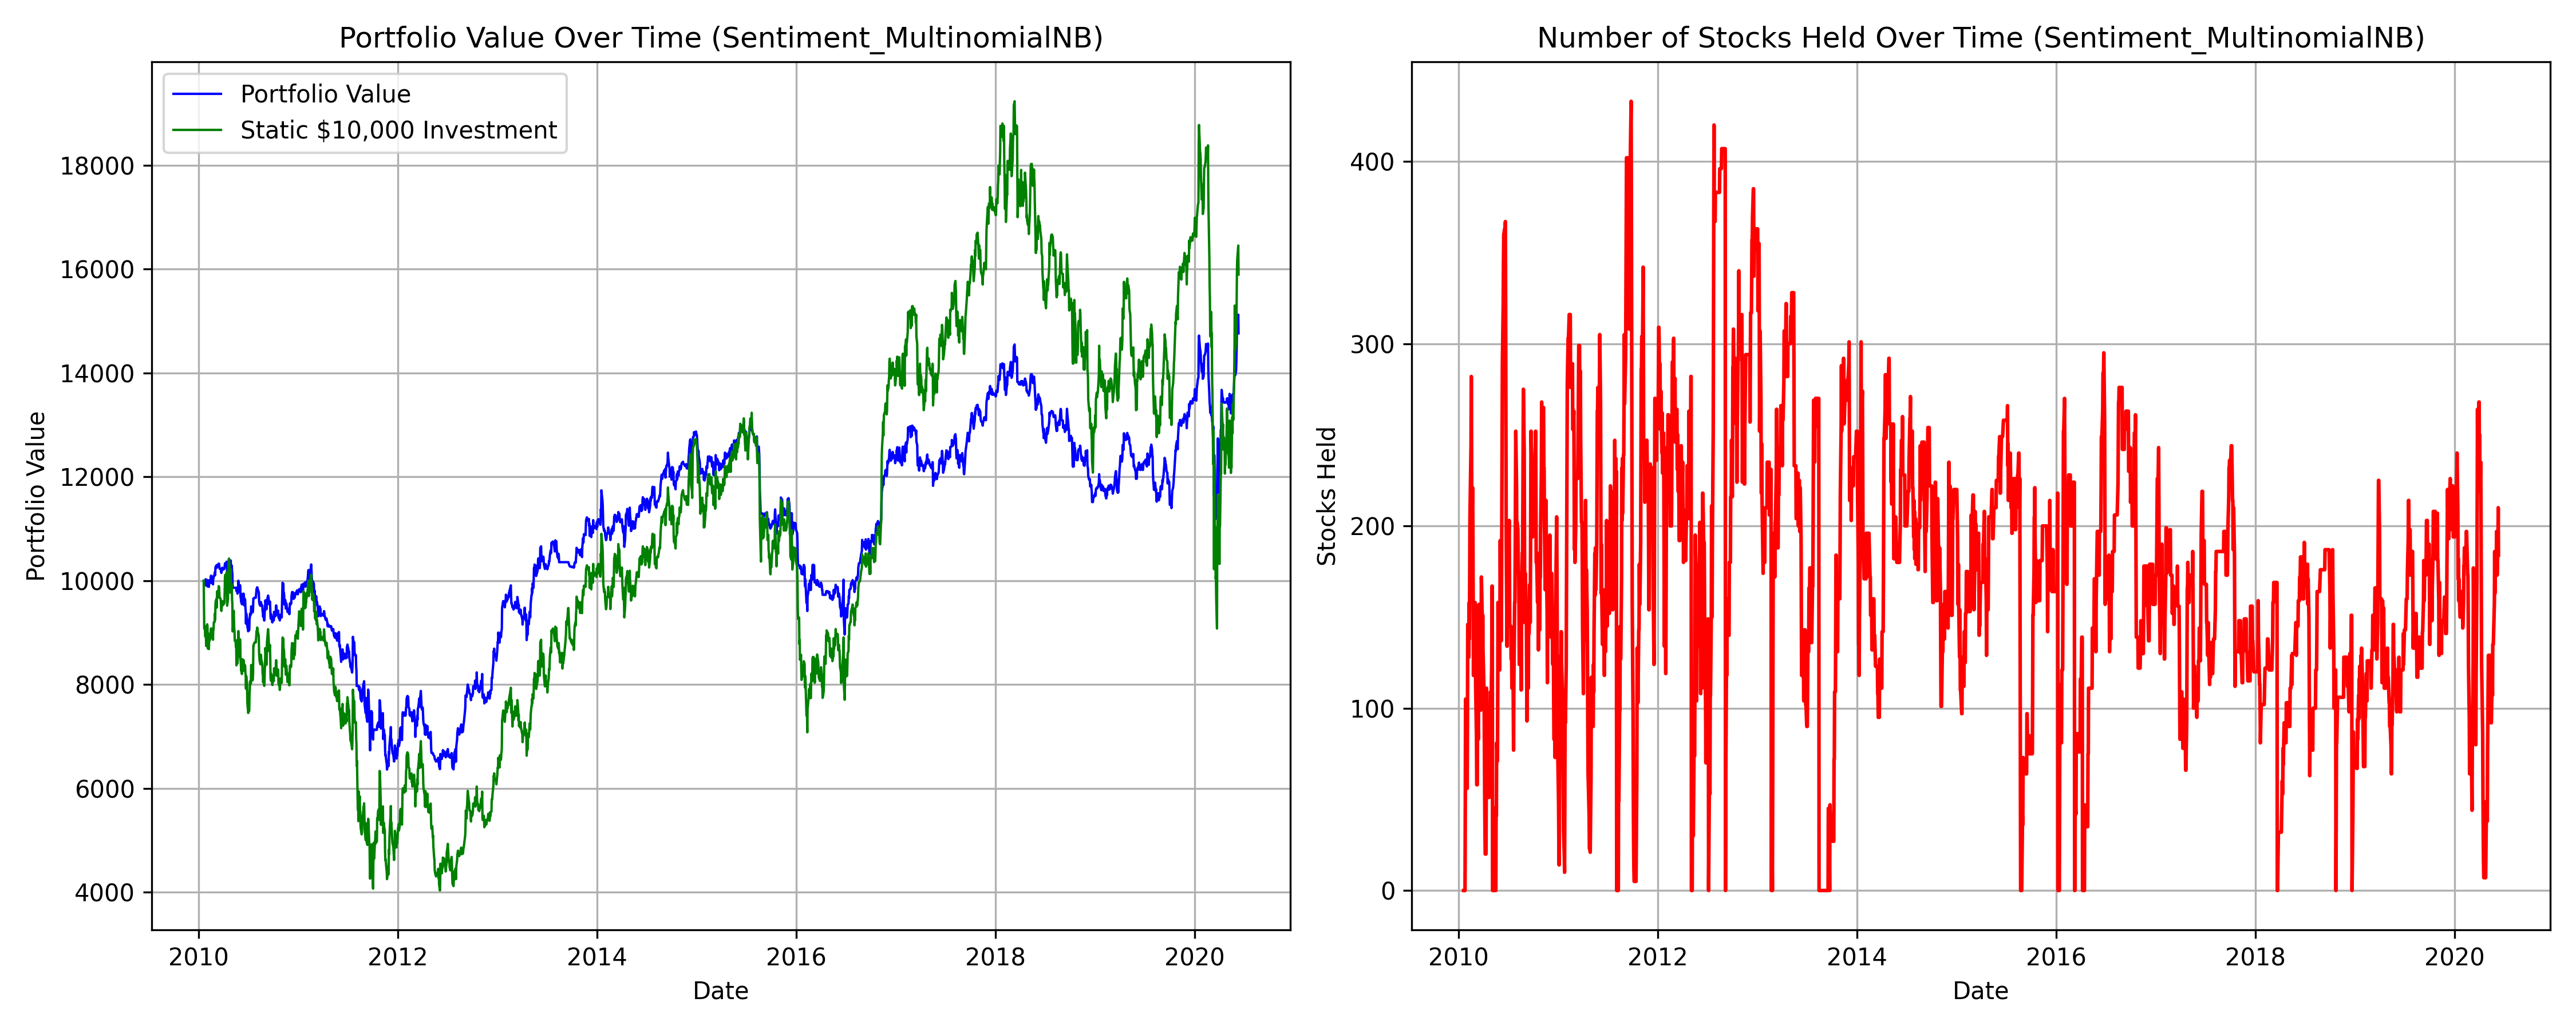 Portfolio Value Over Time (Sentiment_MultinomialNB)
Portfolio Value
Static $10,000 Investment
Portfolio Value
18000
16000
14000
12000
10000
8000
6000
4000
2010 2012 2014 2016 2018 2020
Date
Number of Stocks Held Over Time (Sentiment_MultinomialNB)
Stocks Held
400
300
200
100
0
2010 2012 2014 2016 2018 2020
Date